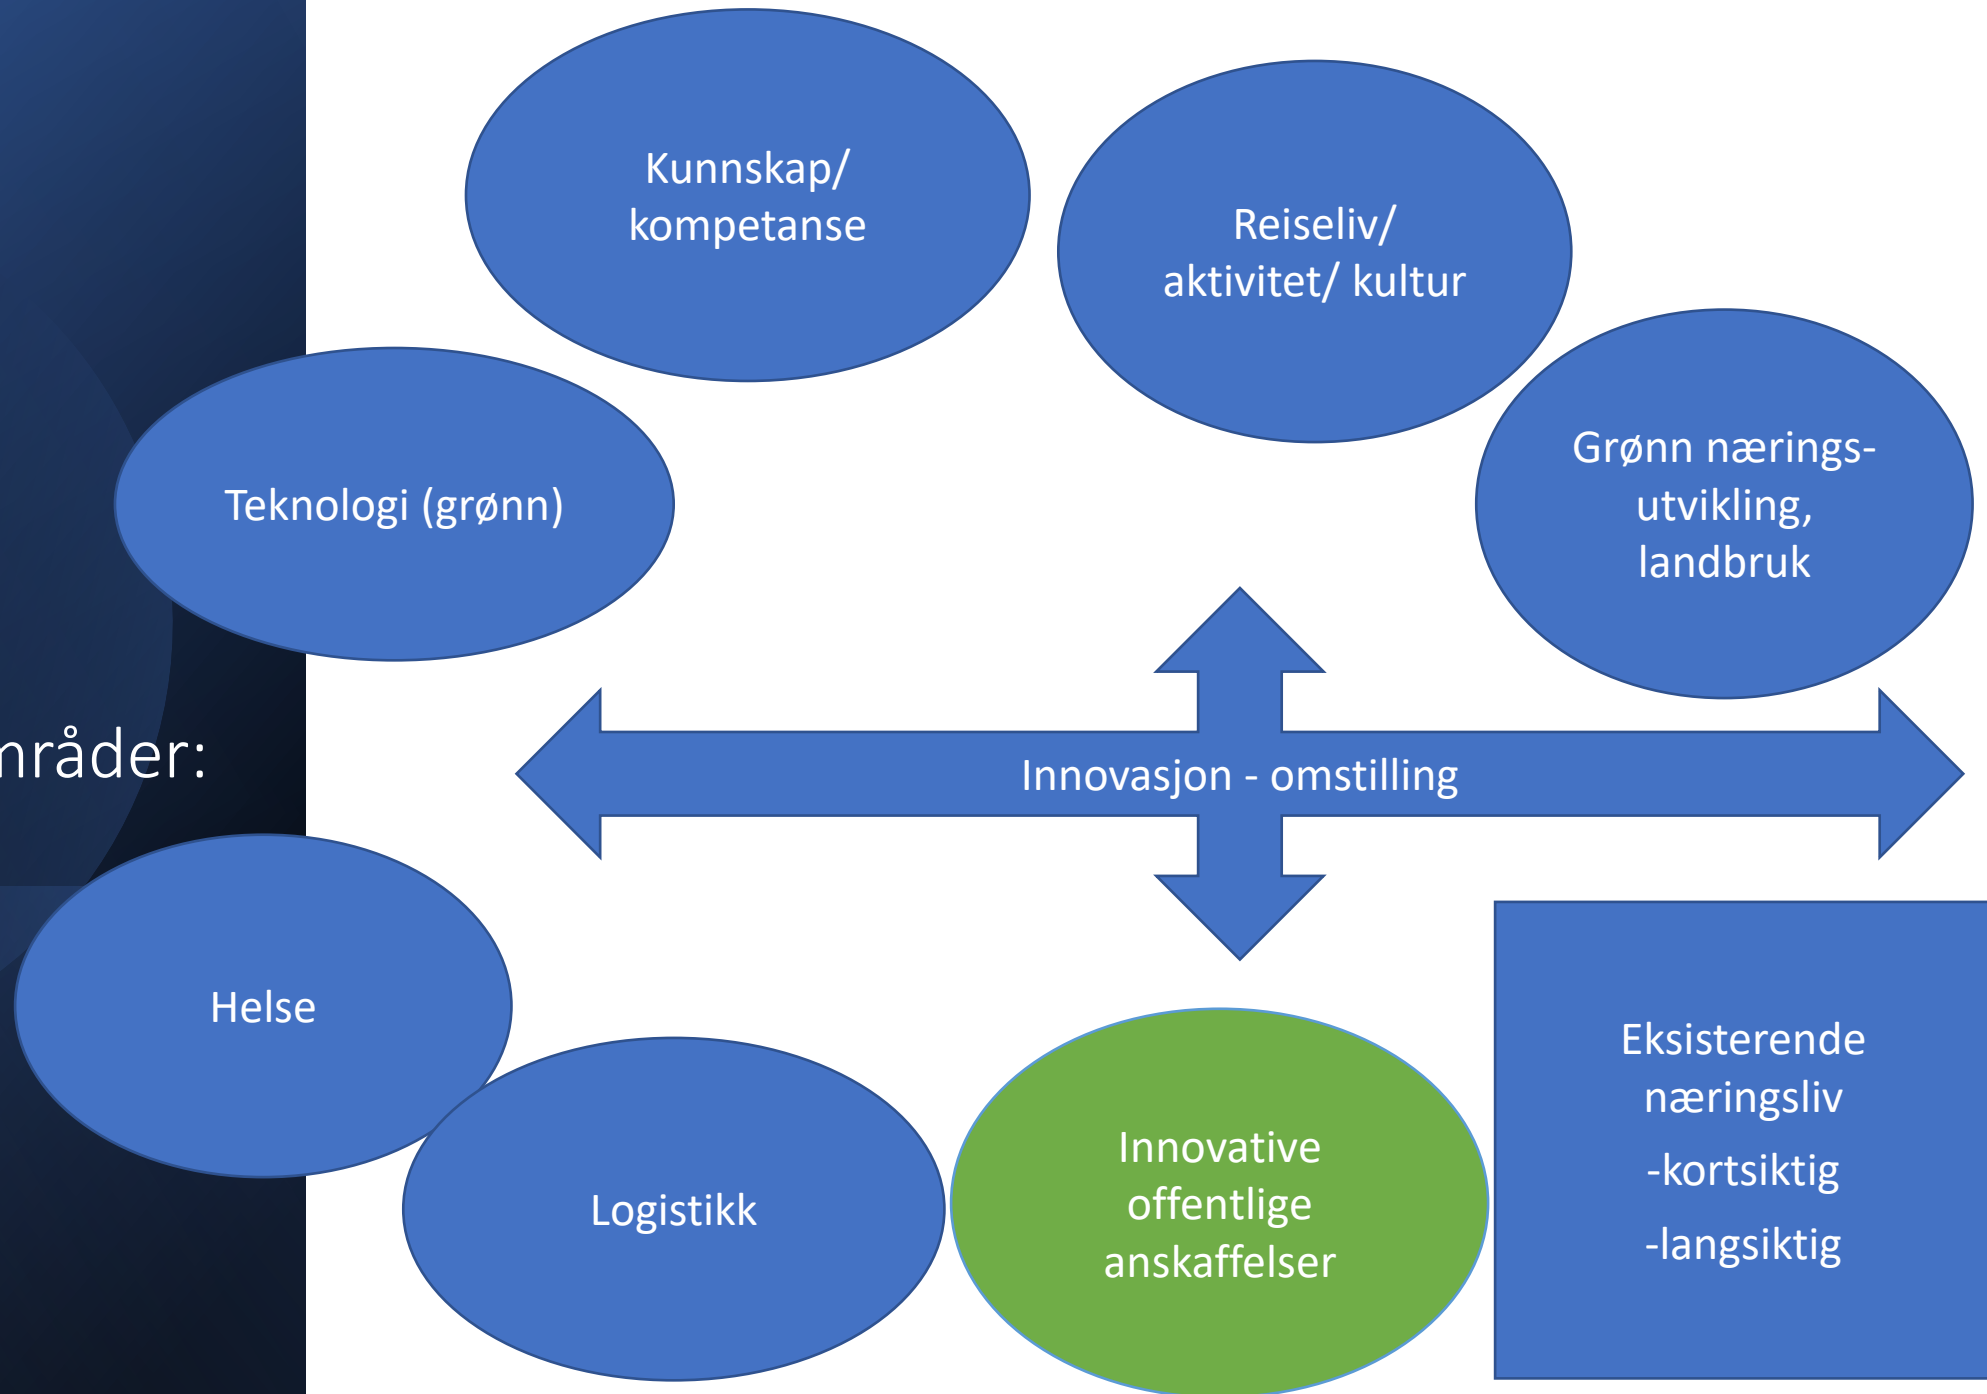 Kunnskap/
kompetanse
Reiseliv/
aktivitet/ kultur
Grønn nærings-
utvikling,
landbruk
Teknologi (grønn)
områder:
Innovasjon - omstilling
Helse
Logistikk
Innovative
offentlige
anskaffelser
Eksisterende
næringsliv
-kortsiktig
-langsiktig